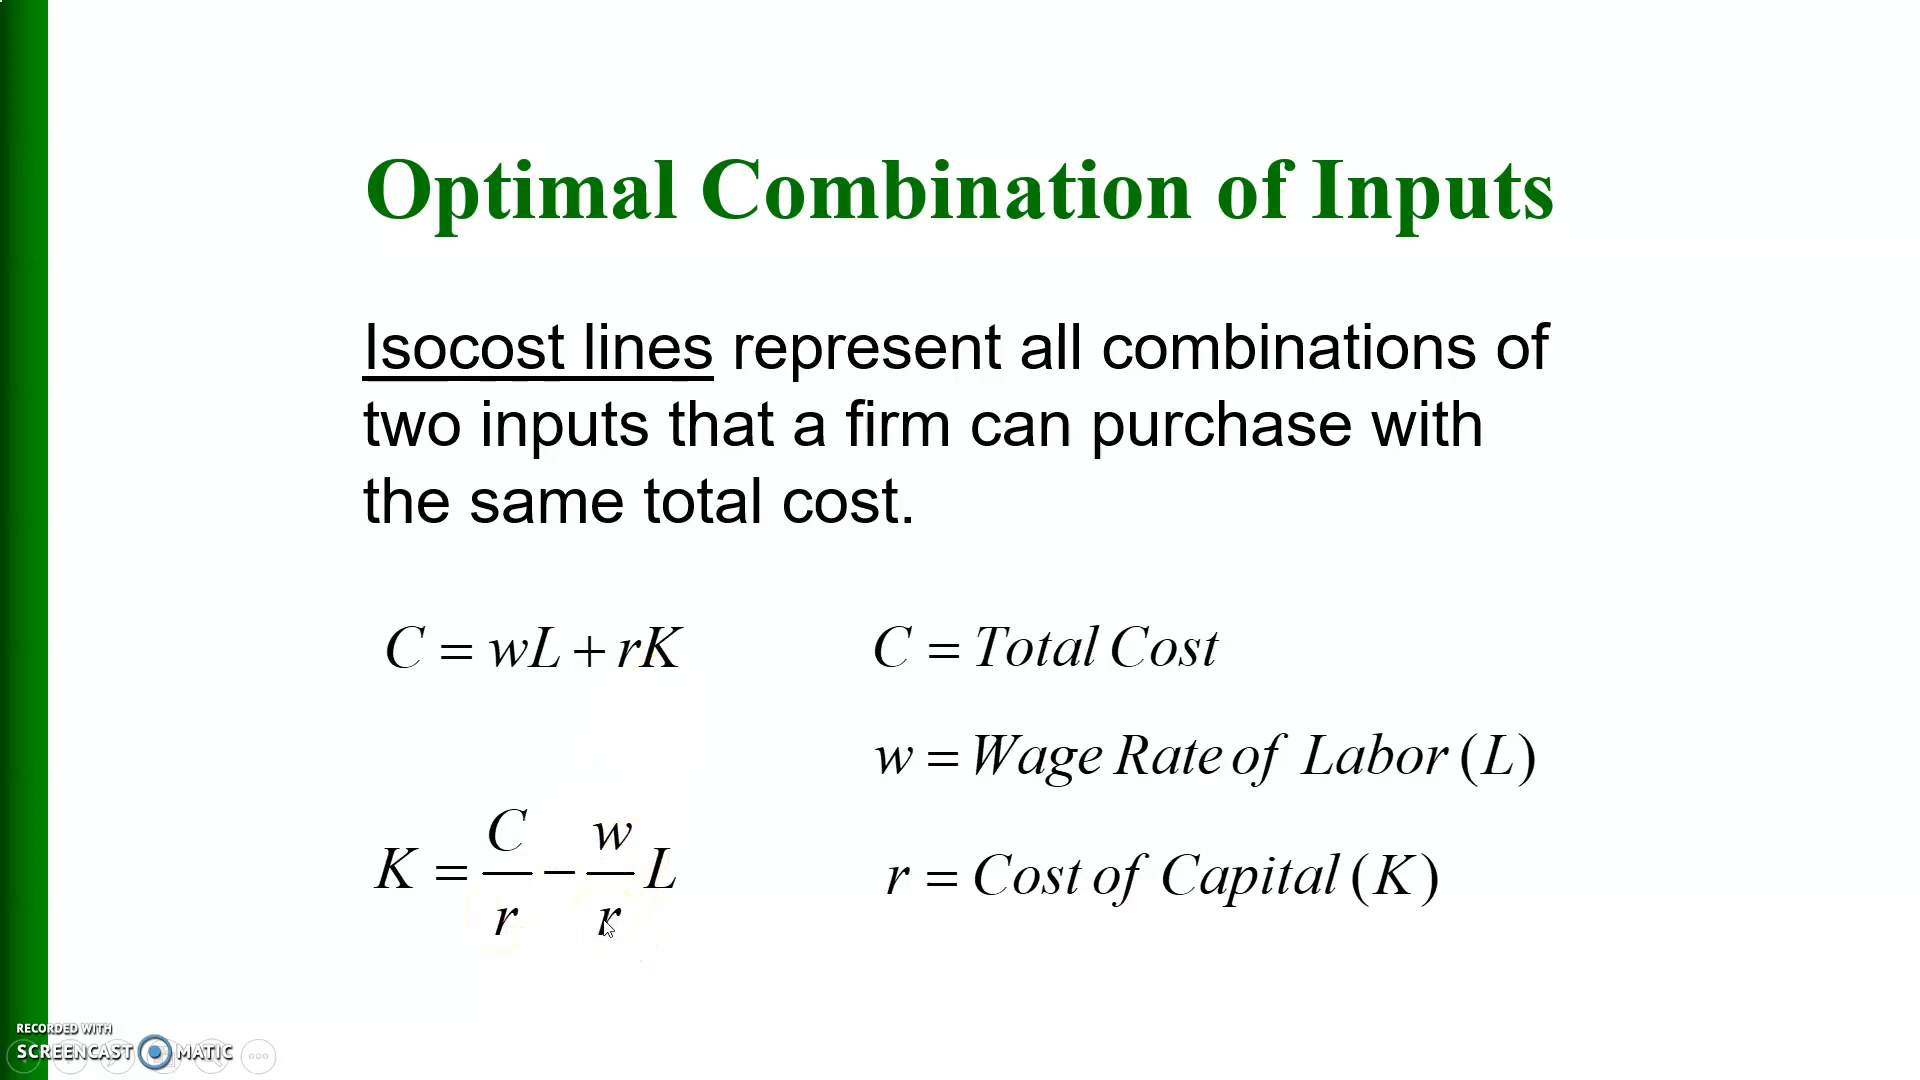 Optimal Combination of Inputs
Isocost lines represent all combinations of
two inputs that a firm can purchase with
the same total cost.
C = wL + rK
C = Total Cost
w = Wage Rate of Labor (L)
K = C/r − w/r L
r = Cost of Capital (K)
RECORDED WITH
SCREENCAST MATIC